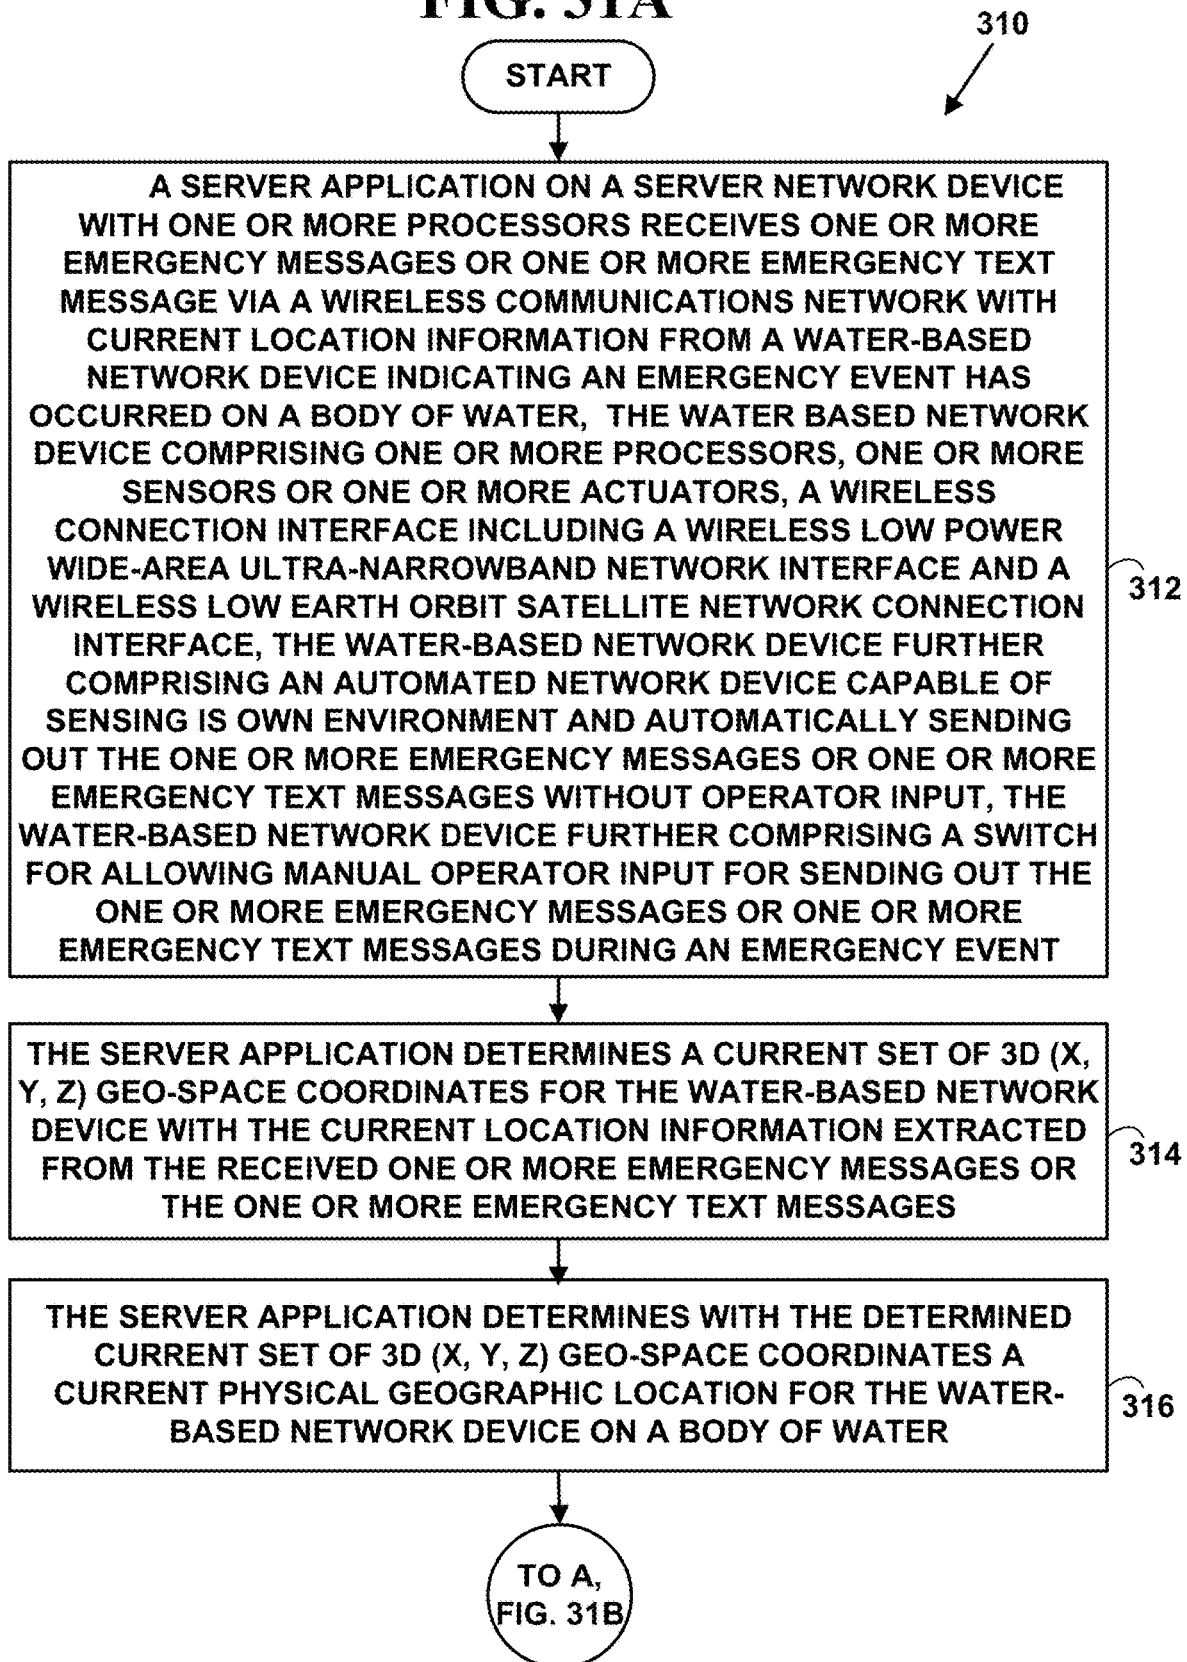 FIG. 31A
310
START
A SERVER APPLICATION ON A SERVER NETWORK DEVICE
WITH ONE OR MORE PROCESSORS RECEIVES ONE OR MORE
EMERGENCY MESSAGES OR ONE OR MORE EMERGENCY TEXT
MESSAGE VIA A WIRELESS COMMUNICATIONS NETWORK WITH
CURRENT LOCATION INFORMATION FROM A WATER-BASED
NETWORK DEVICE INDICATING AN EMERGENCY EVENT HAS
OCCURRED ON A BODY OF WATER, THE WATER BASED NETWORK
DEVICE COMPRISING ONE OR MORE PROCESSORS, ONE OR MORE
SENSORS OR ONE OR MORE ACTUATORS, A WIRELESS
CONNECTION INTERFACE INCLUDING A WIRELESS LOW POWER
WIDE-AREA ULTRA-NARROWBAND NETWORK INTERFACE AND A
WIRELESS LOW EARTH ORBIT SATELLITE NETWORK CONNECTION
INTERFACE, THE WATER-BASED NETWORK DEVICE FURTHER
COMPRISING AN AUTOMATED NETWORK DEVICE CAPABLE OF
SENSING IS OWN ENVIRONMENT AND AUTOMATICALLY SENDING
OUT THE ONE OR MORE EMERGENCY MESSAGES OR ONE OR MORE
EMERGENCY TEXT MESSAGES WITHOUT OPERATOR INPUT, THE
WATER-BASED NETWORK DEVICE FURTHER COMPRISING A SWITCH
FOR ALLOWING MANUAL OPERATOR INPUT FOR SENDING OUT THE
ONE OR MORE EMERGENCY MESSAGES OR ONE OR MORE
EMERGENCY TEXT MESSAGES DURING AN EMERGENCY EVENT
312
THE SERVER APPLICATION DETERMINES A CURRENT SET OF 3D (X,
Y, Z) GEO-SPACE COORDINATES FOR THE WATER-BASED NETWORK
DEVICE WITH THE CURRENT LOCATION INFORMATION EXTRACTED
FROM THE RECEIVED ONE OR MORE EMERGENCY MESSAGES OR
THE ONE OR MORE EMERGENCY TEXT MESSAGES
314
THE SERVER APPLICATION DETERMINES WITH THE DETERMINED
CURRENT SET OF 3D (X, Y, Z) GEO-SPACE COORDINATES A
CURRENT PHYSICAL GEOGRAPHIC LOCATION FOR THE WATER-
BASED NETWORK DEVICE ON A BODY OF WATER
316
TO A,
FIG. 31B